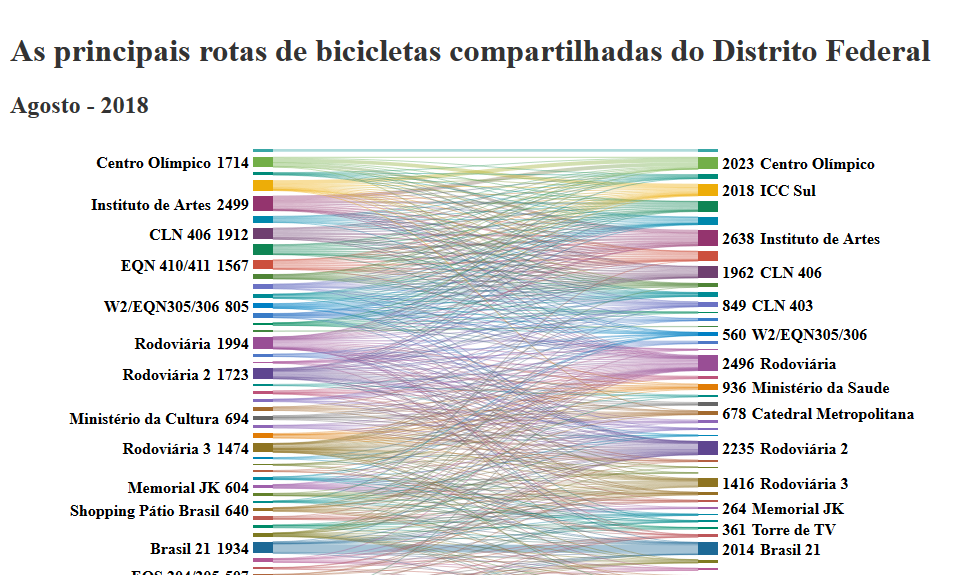 As principais rotas de bicicletas compartilhadas do Distrito Federal
Agosto - 2018
Centro Olímpico 1714
Instituto de Artes 2499
CLN 406 1912
EQN 410/411 1567
W2/EQN305/306 805
Rodoviária 1994
Rodoviária 2 1723
Ministério da Cultura 694
Rodoviária 3 1474
Memorial JK 604
Shopping Pátio Brasil 640
Brasil 21 1934
EQS 204/205 507
2023 Centro Olímpico
2018 ICC Sul
2638 Instituto de Artes
1962 CLN 406
849 CLN 403
560 W2/EQN305/306
2496 Rodoviária
936 Ministério da Saude
678 Catedral Metropolitana
2235 Rodoviária 2
1416 Rodoviária 3
264 Memorial JK
361 Torre de TV
2014 Brasil 21